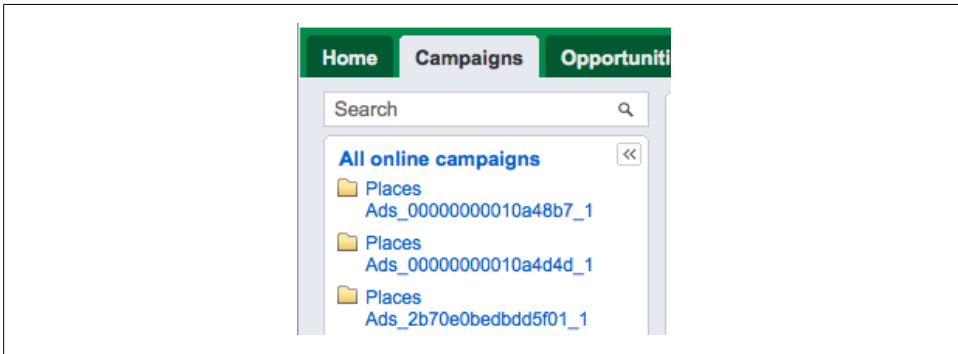 Home Campaigns Opportuniti
Search
All online campaigns
Places
Ads_00000000010a48b7_1
Places
Ads_00000000010a4d4d_1
Places
Ads_2b70e0bedbdd5f01_1